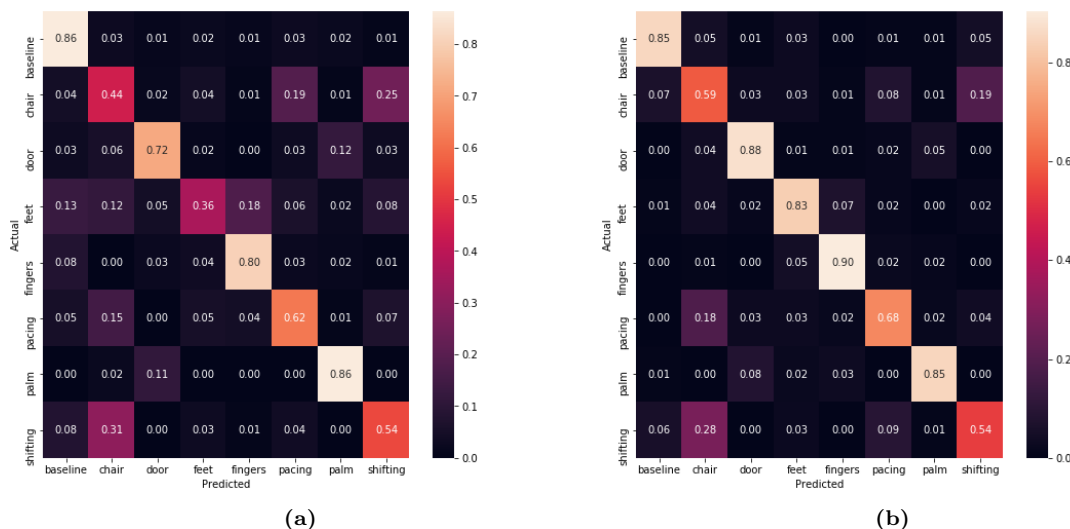 baseline 0.86 0.03 0.01 0.02 0.01 0.03 0.02 0.01
chair 0.04 0.44 0.02 0.04 0.01 0.19 0.01 0.25
door 0.03 0.06 0.72 0.02 0.00 0.03 0.12 0.03
feet 0.13 0.12 0.05 0.36 0.18 0.06 0.02 0.08
fingers 0.08 0.00 0.03 0.04 0.80 0.03 0.02 0.01
pacing 0.05 0.15 0.00 0.05 0.04 0.62 0.01 0.07
palm 0.00 0.02 0.11 0.00 0.00 0.00 0.86 0.00
shifting 0.08 0.31 0.00 0.03 0.01 0.04 0.00 0.54
Actual
baseline chair door feet fingers pacing palm shifting
Predicted
0.8
0.7
0.6
0.5
0.4
0.3
0.2
0.1
0.0
(a)
baseline 0.85 0.05 0.01 0.03 0.00 0.01 0.01 0.05
chair 0.07 0.59 0.03 0.03 0.01 0.08 0.01 0.19
door 0.00 0.04 0.88 0.01 0.01 0.02 0.05 0.00
feet 0.01 0.04 0.02 0.83 0.07 0.02 0.00 0.02
fingers 0.00 0.01 0.00 0.05 0.90 0.02 0.02 0.00
pacing 0.00 0.18 0.03 0.03 0.02 0.68 0.02 0.04
palm 0.01 0.00 0.08 0.02 0.03 0.00 0.85 0.00
shifting 0.06 0.28 0.00 0.03 0.00 0.09 0.01 0.54
Actual
baseline chair door feet fingers pacing palm shifting
Predicted
0.8
0.6
0.4
0.2
0.0
(b)